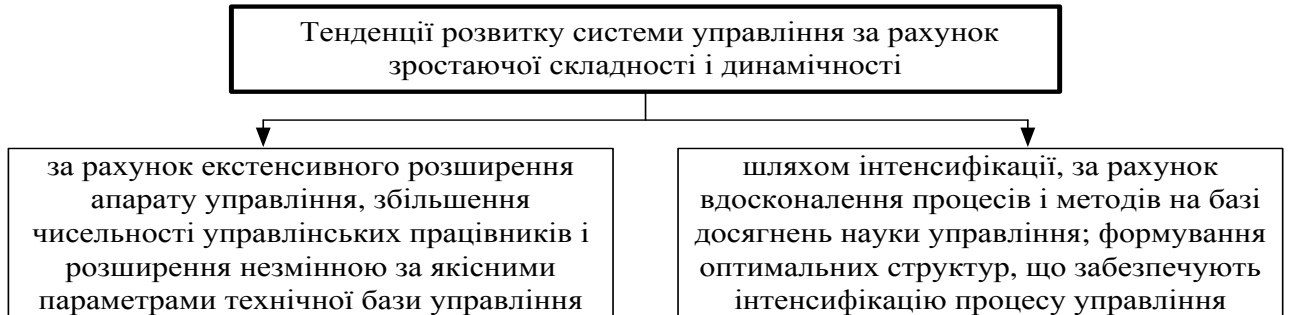 Тенденції розвитку системи управління за рахунок
зростаючої складності і динамічності
за рахунок екстенсивного розширення
апарату управління, збільшення
чисельності управлінських працівників і
розширення незмінною за якісними
параметрами технічної бази управління
шляхом інтенсифікації, за рахунок
вдосконалення процесів і методів на базі
досягнень науки управління; формування
оптимальних структур, що забезпечують
інтенсифікацію процесу управління